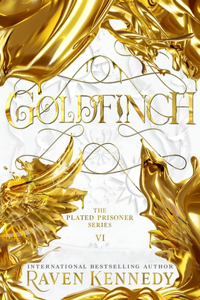 GOLDFINCH
THE
PLATED PRISONER
SERIES
VI
INTERNATIONAL BESTSELLING AUTHOR
RAVEN KENNEDY